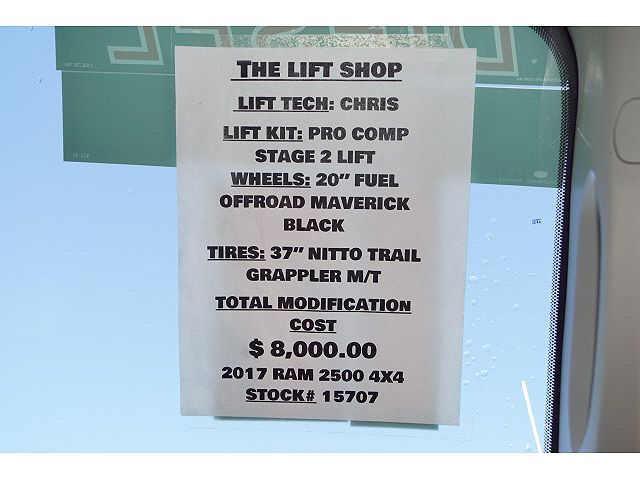 THE LIFT SHOP
LIFT TECH: CHRIS
LIFT KIT: PRO COMP
STAGE 2 LIFT
WHEELS: 20" FUEL
OFFROAD MAVERICK
BLACK
TIRES: 37" NITTO TRAIL
GRAPPLER M/T
TOTAL MODIFICATION
COST
$ 8,000.00
2017 RAM 2500 4X4
STOCK# 15707